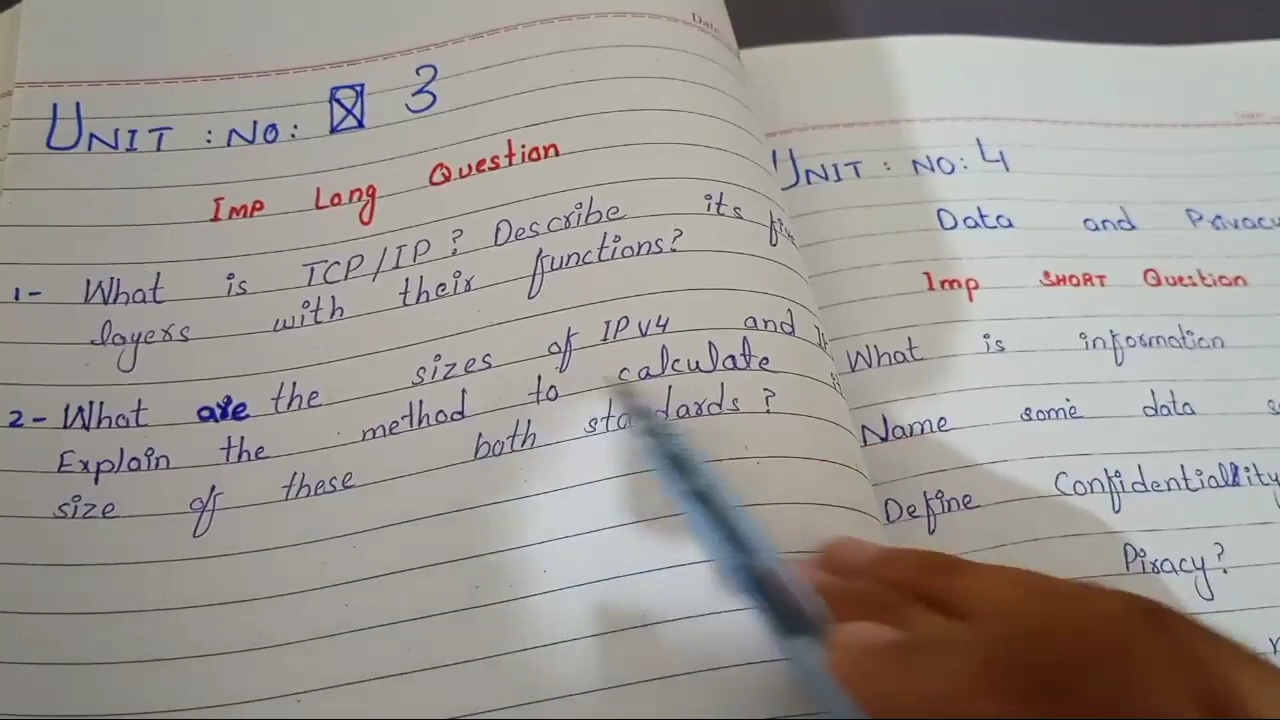 Date
UNIT : NO: 3
Imp Long Question
1- What is TCP/IP ? Describe its five
layers with their functions?
2- What are the sizes of IPV4 and
Explain the method to calculate
size of these both standards ?
UNIT : NO: 4
Data and Privacy
Imp SHORT Question
What is information
Name some data
Define Confidentiality
Piracy?